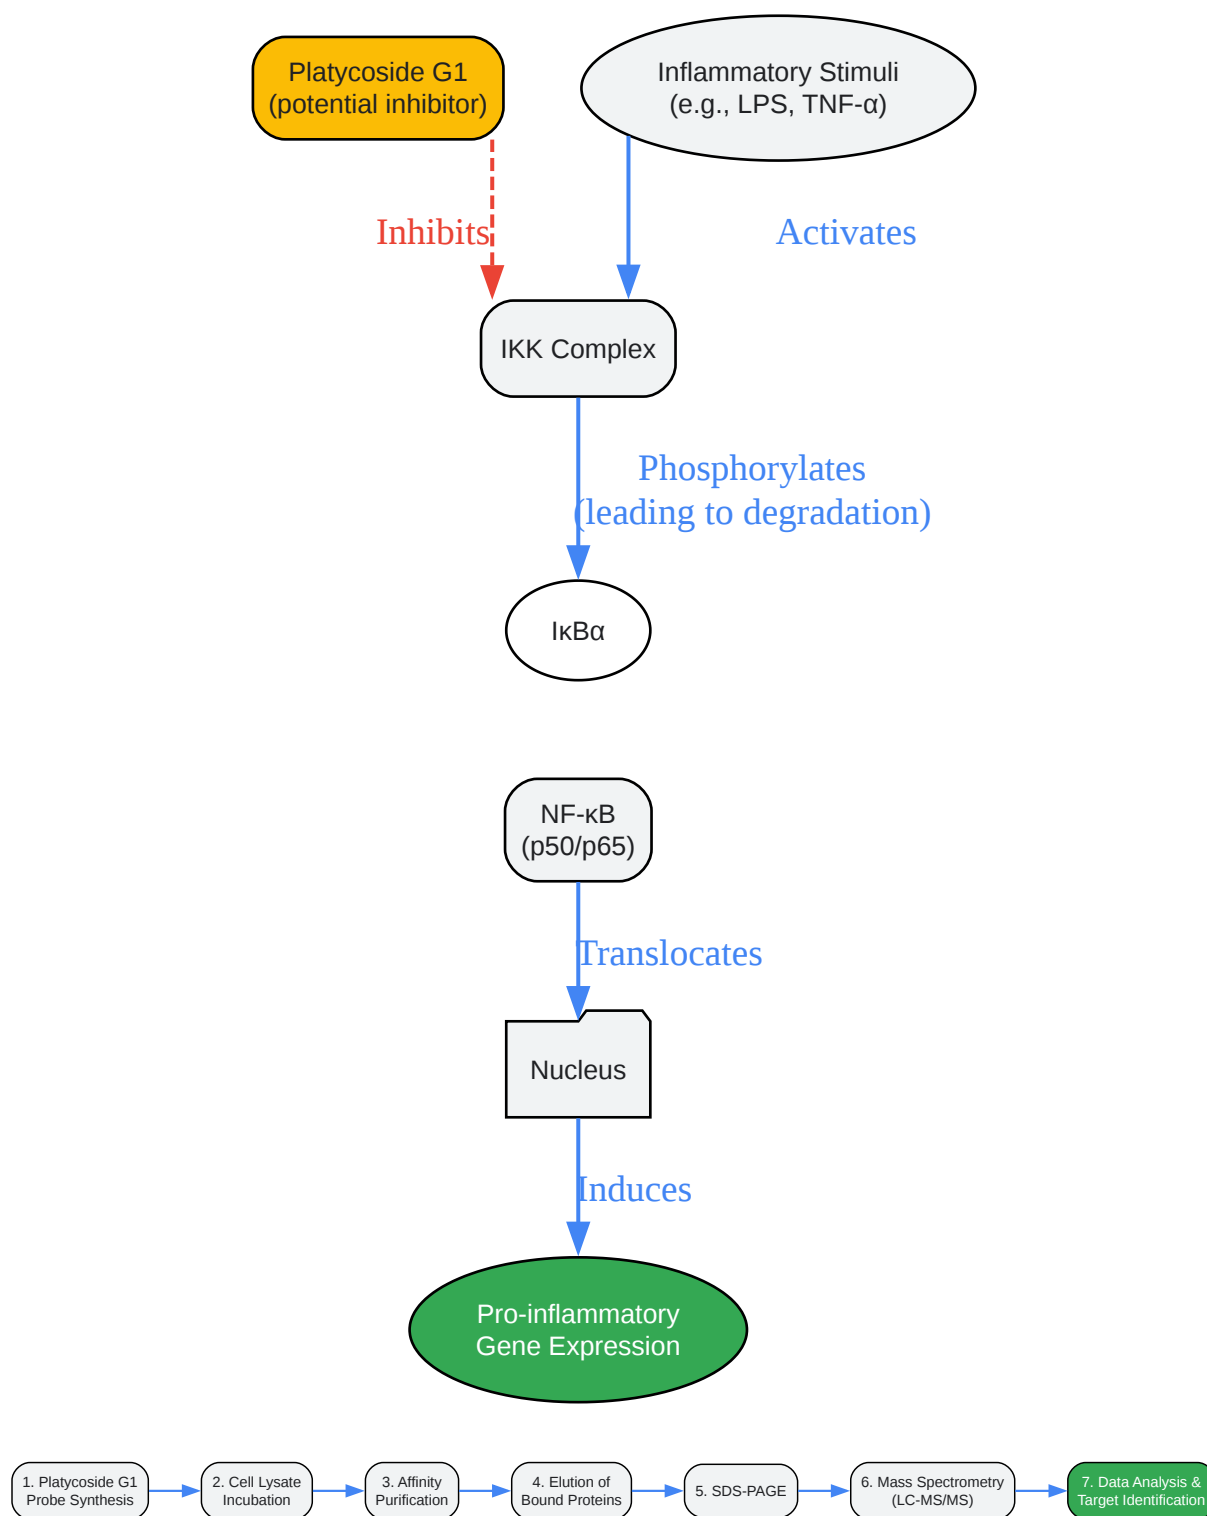 Platycoside G1
(potential inhibitor)
Inflammatory Stimuli
(e.g., LPS, TNF-α)
Inhibits
Activates
IKK Complex
Phosphorylates
(leading to degradation)
IκBα
NF-κB
(p50/p65)
Translocates
Nucleus
Induces
Pro-inflammatory
Gene Expression
1. Platycoside G1
Probe Synthesis
2. Cell Lysate
Incubation
3. Affinity
Purification
4. Elution of
Bound Proteins
5. SDS-PAGE
6. Mass Spectrometry
(LC-MS/MS)
7. Data Analysis &
Target Identification